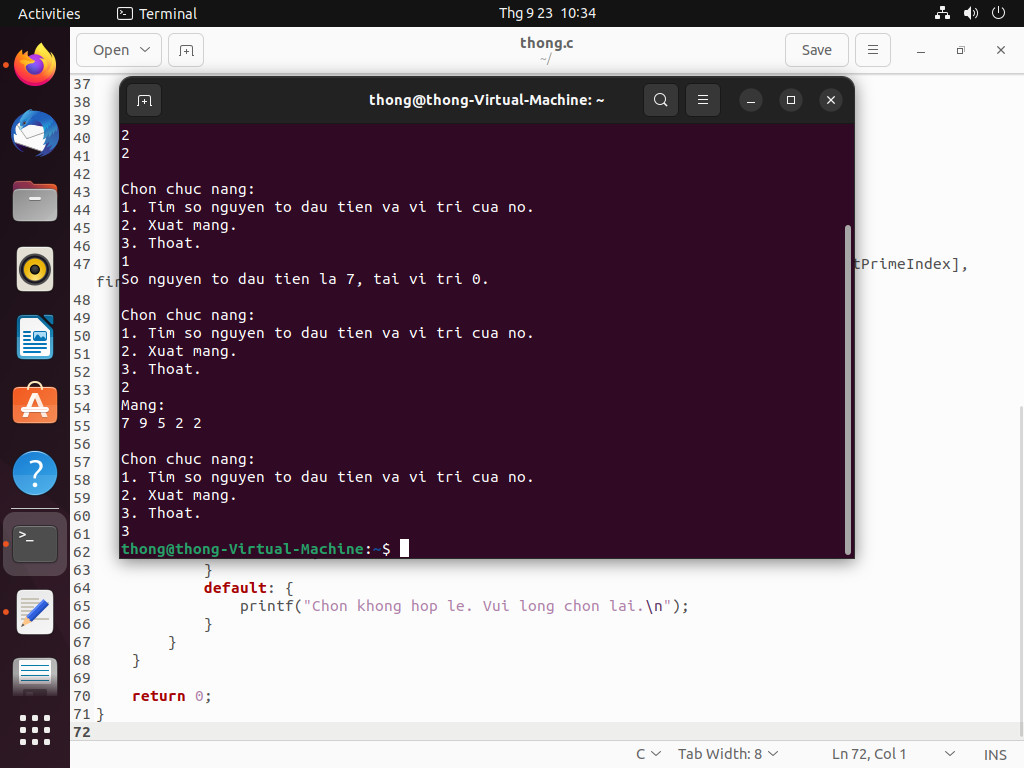 Activities
Terminal
Thg 9 23 10:34
Open
thong.c
~/
Save
37
38
39
40
41
42
43
44
45
46
47
48
49
50
51
52
53
54
55
56
57
58
59
60
61
62
tPrimeIndex],
thong@thong-Virtual-Machine: ~
2
2
Chon chuc nang:
1. Tim so nguyen to dau tien va vi tri cua no.
2. Xuat mang.
3. Thoat.
1
So nguyen to dau tien la 7, tai vi tri 0.
Chon chuc nang:
1. Tim so nguyen to dau tien va vi tri cua no.
2. Xuat mang.
3. Thoat.
2
Mang:
7 9 5 2 2
Chon chuc nang:
1. Tim so nguyen to dau tien va vi tri cua no.
2. Xuat mang.
3. Thoat.
3
thong@thong-Virtual-Machine:~$
63 }
64 default: {
65 printf("Chon khong hop le. Vui long chon lai.\n");
66 }
67 }
68 }
69
70 return 0;
71 }
72
C
Tab Width: 8
Ln 72, Col 1
INS